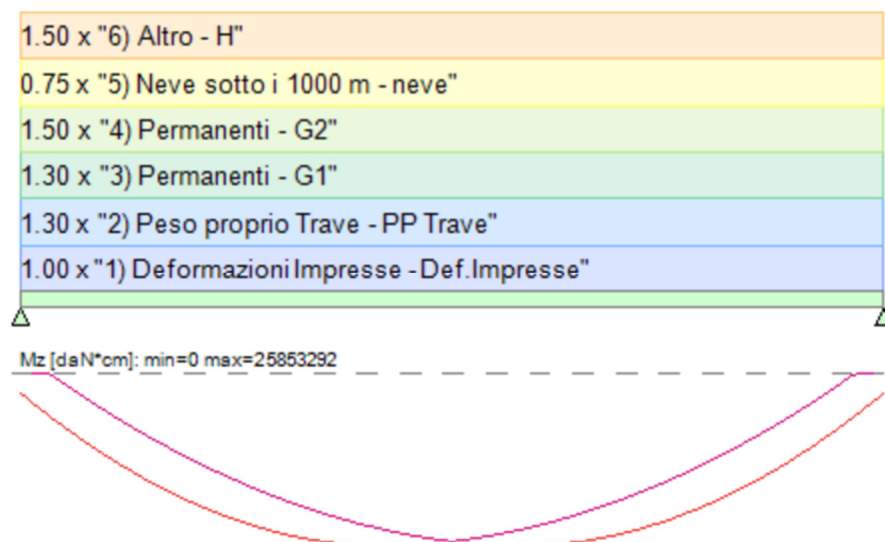 1.50 x "6) Altro - H"
0.75 x "5) Neve sotto i 1000 m - neve"
1.50 x "4) Permanenti - G2"
1.30 x "3) Permanenti - G1"
1.30 x "2) Peso proprio Trave - PP Trave"
1.00 x "1) Deformazioni Impresse - Def.Impresse"
Mz [daN*cm]: min=0 max=25853292